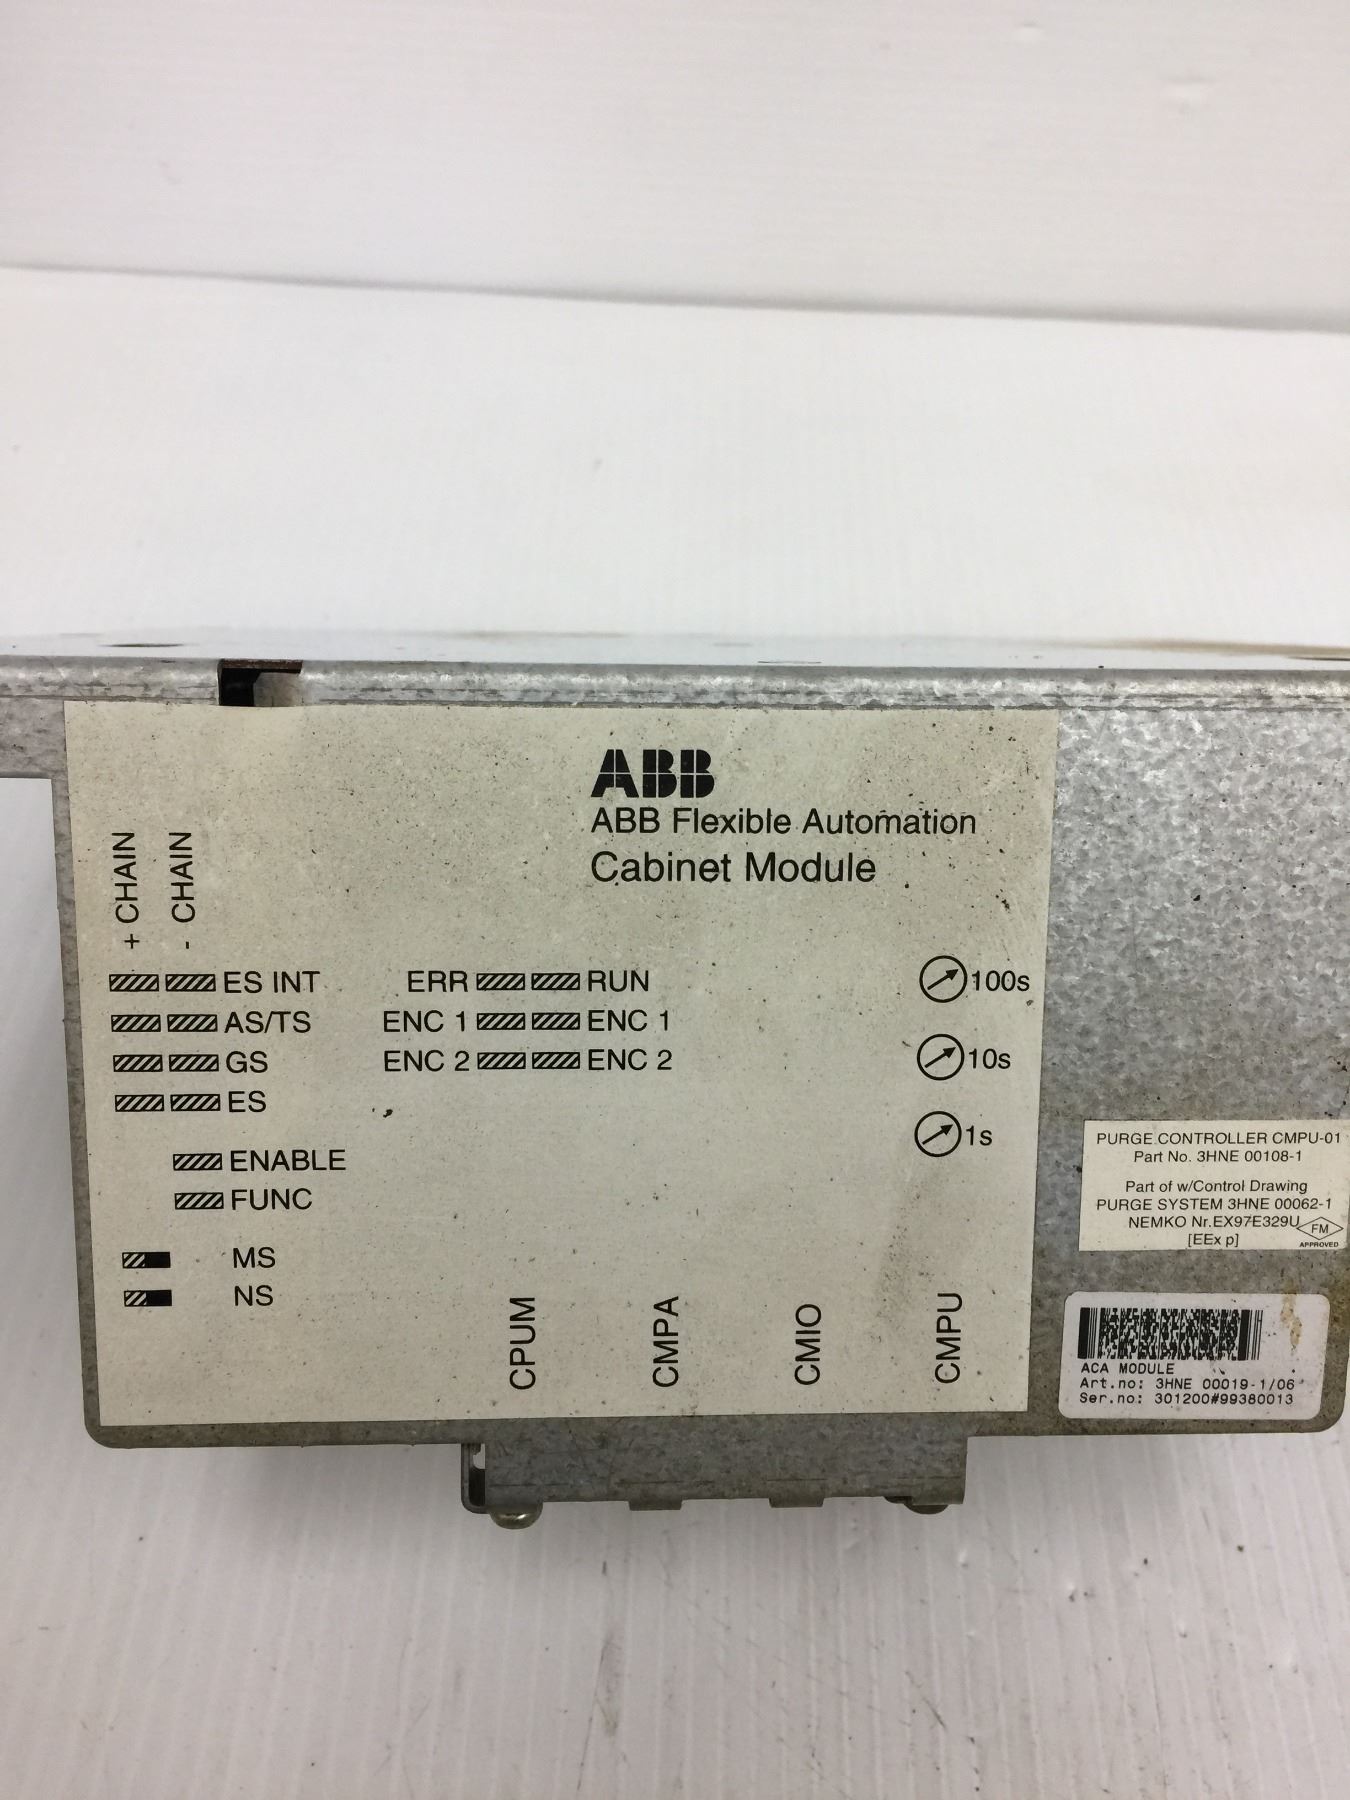 ABB
ABB Flexible Automation
Cabinet Module
+ CHAIN
- CHAIN
ES INT
AS/TS
GS
ES
ENABLE
FUNC
MS
NS
ERR RUN
ENC 1 ENC 1
ENC 2 ENC 2
100s
10s
1s
CPUM
CMPA
CMIO
CMPU
PURGE CONTROLLER CMPU-01
Part No. 3HNE 00108-1
Part of w/Control Drawing
PURGE SYSTEM 3HNE 00062-1
NEMKO Nr.EX97E329U
[EEx p]
FM
APPROVED
ACA MODULE
Art.no: 3HNE 00019-1/06
Ser.no: 301200#99380013